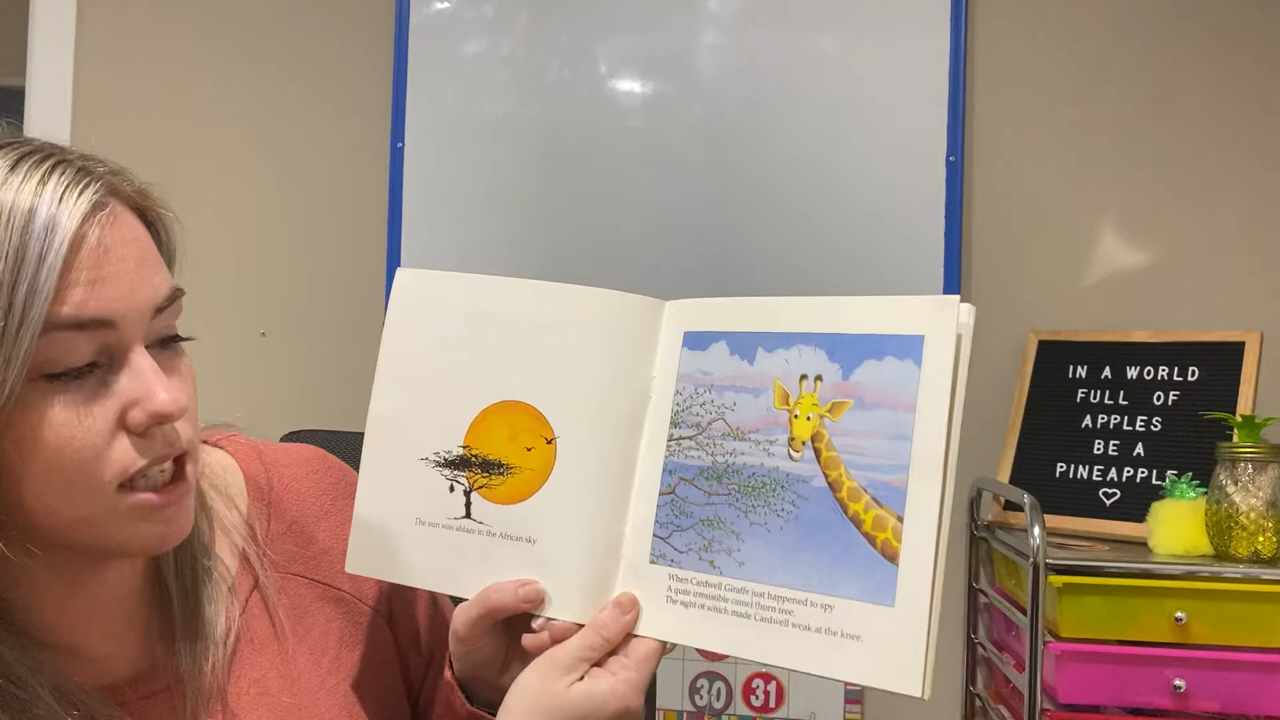 The sun was ablaze in the African sky
When Cardwell Giraffe just happened to spy
A quite irresistible camel thorn tree,
The sight of which made Cardwell weak at the knee.
IN A WORLD
FULL OF
APPLES
BE A
PINEAPPLE
30 31